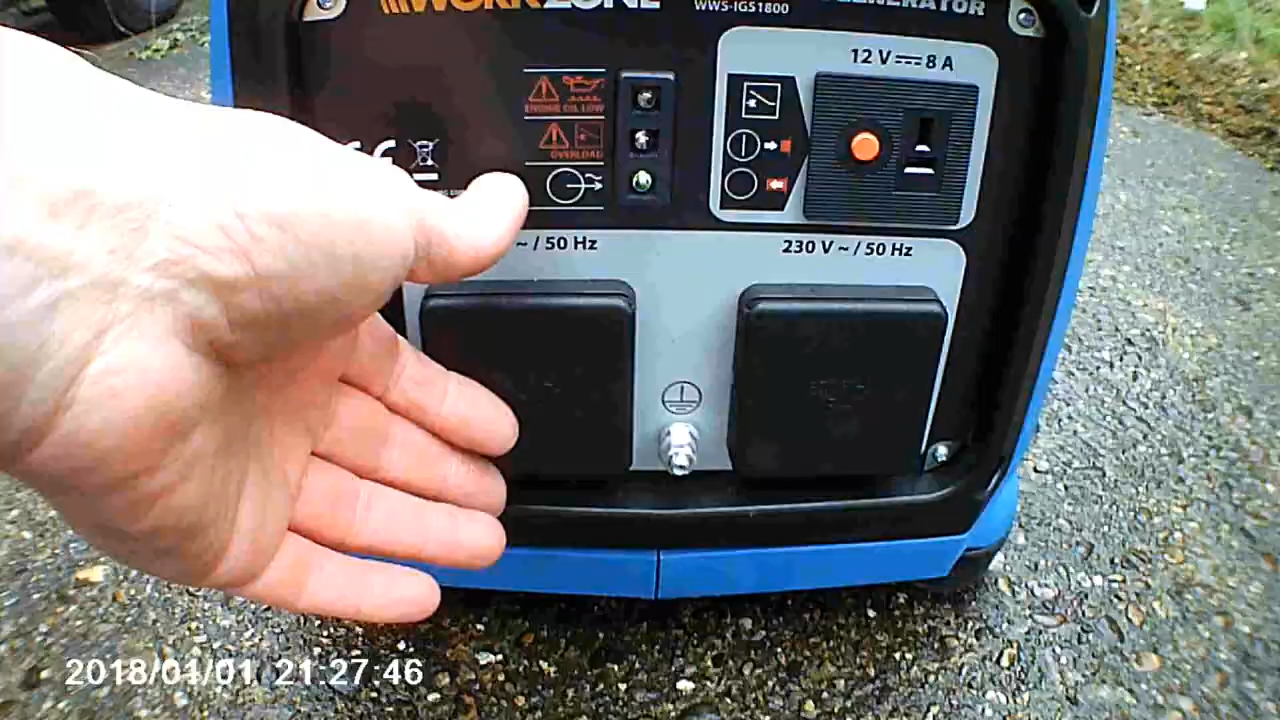 WORKZONE
WWS-IGS1800
GENERATOR
12 V ⎓ 8 A
ENGINE OIL LOW
OVERLOAD
CE
~ / 50 Hz
230 V ~ / 50 Hz
2018/01/01 21:27:46